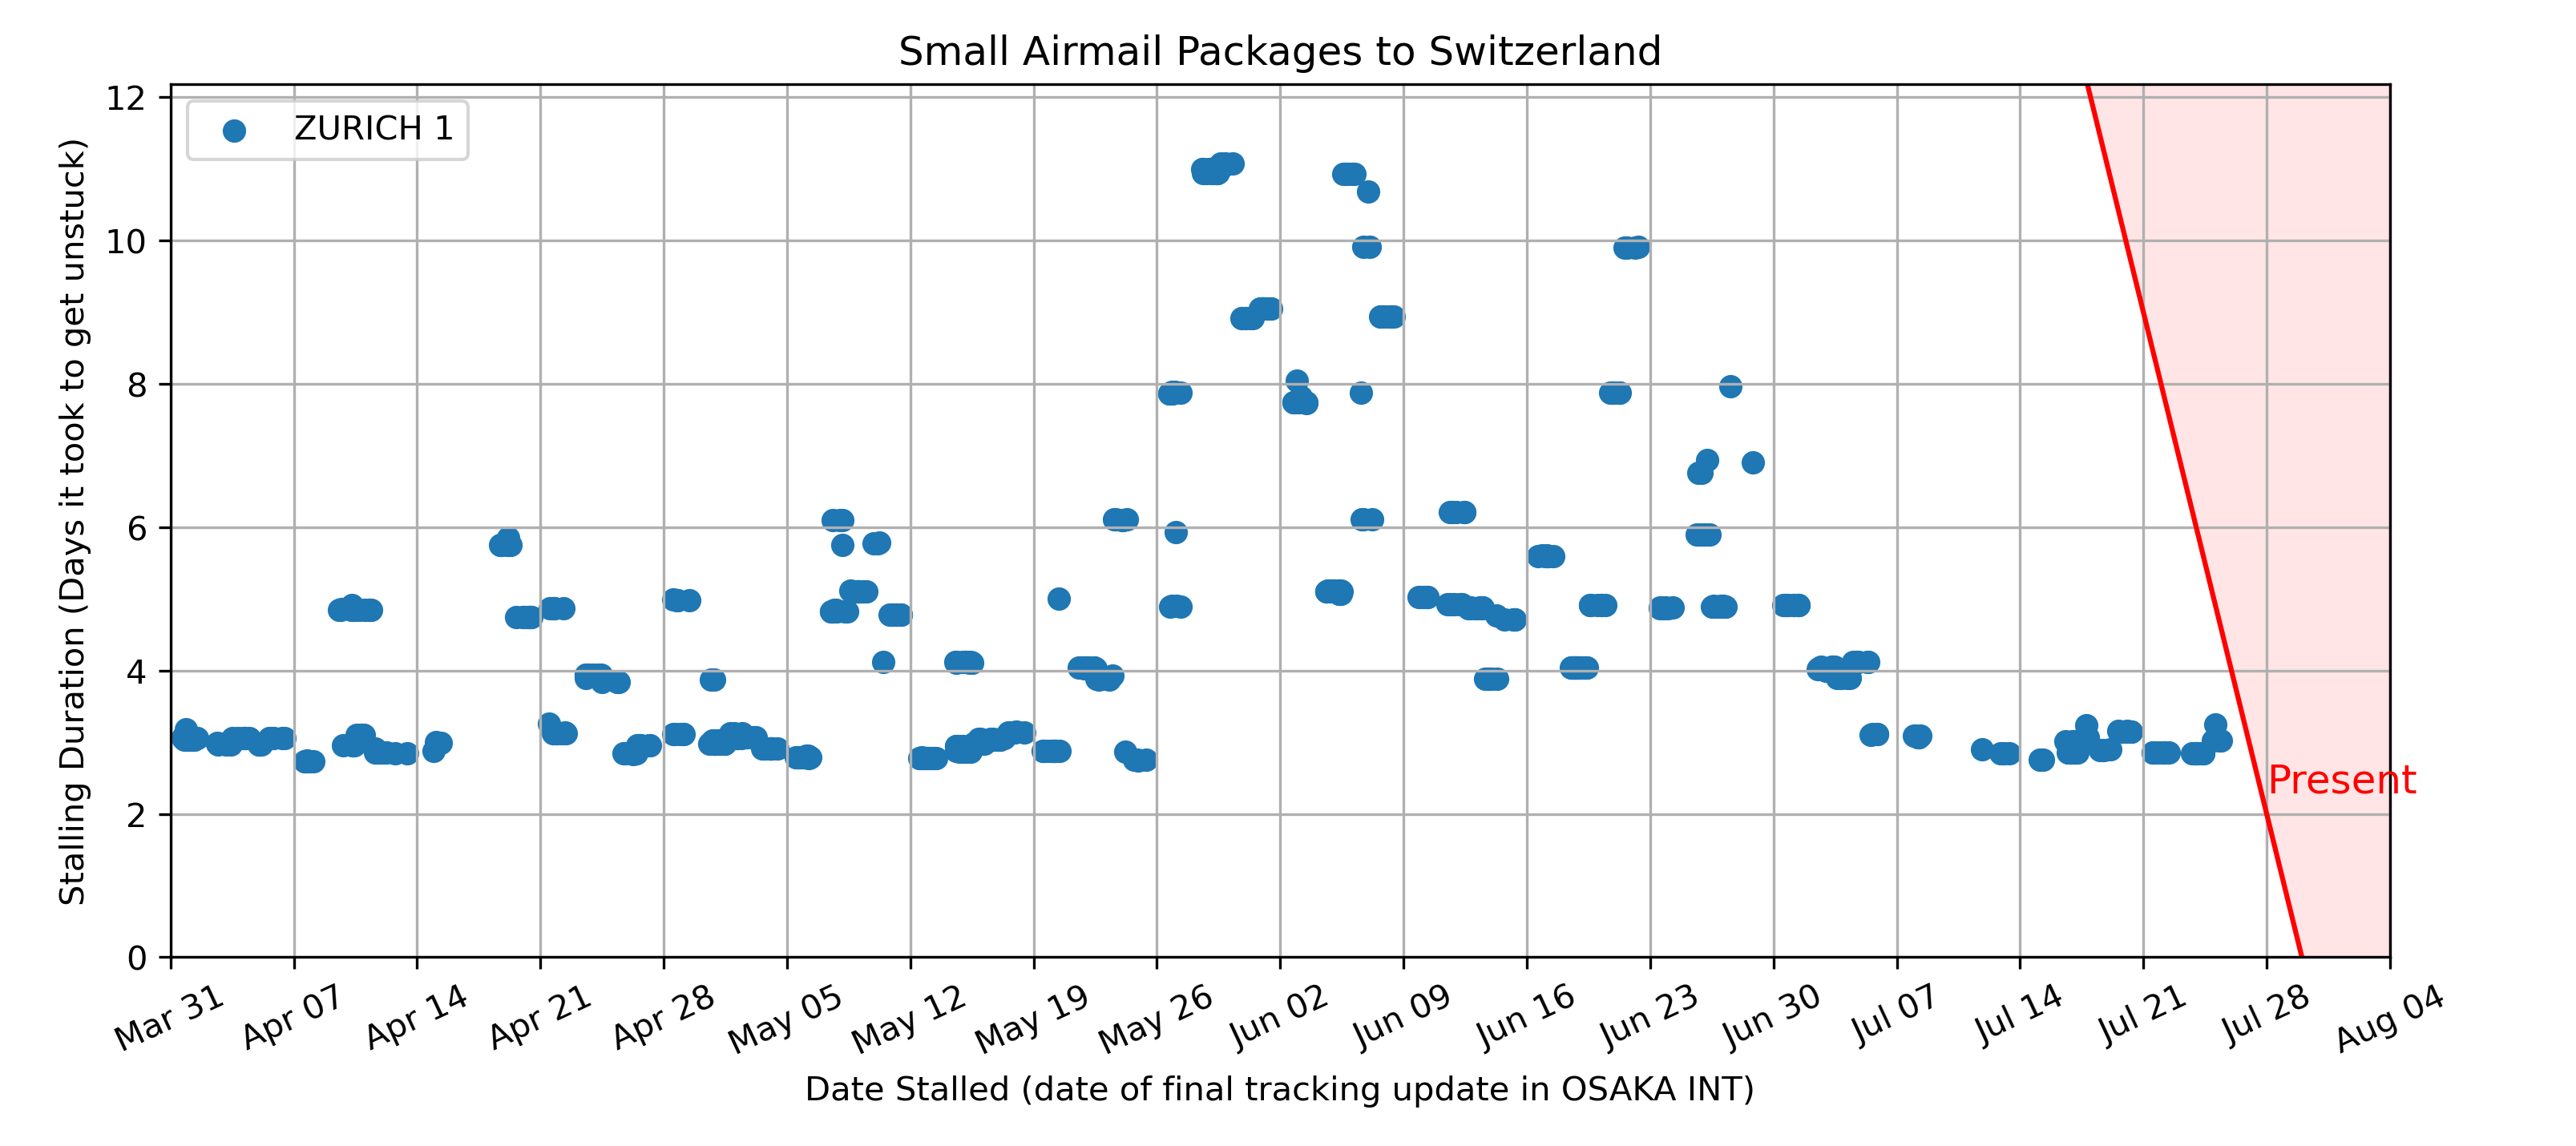 Small Airmail Packages to Switzerland
ZURICH 1
Stalling Duration (Days it took to get unstuck)
12
10
8
6
4
2
0
Present
Mar 31
Apr 07
Apr 14
Apr 21
Apr 28
May 05
May 12
May 19
May 26
Jun 02
Jun 09
Jun 16
Jun 23
Jun 30
Jul 07
Jul 14
Jul 21
Jul 28
Aug 04
Date Stalled (date of final tracking update in OSAKA INT)